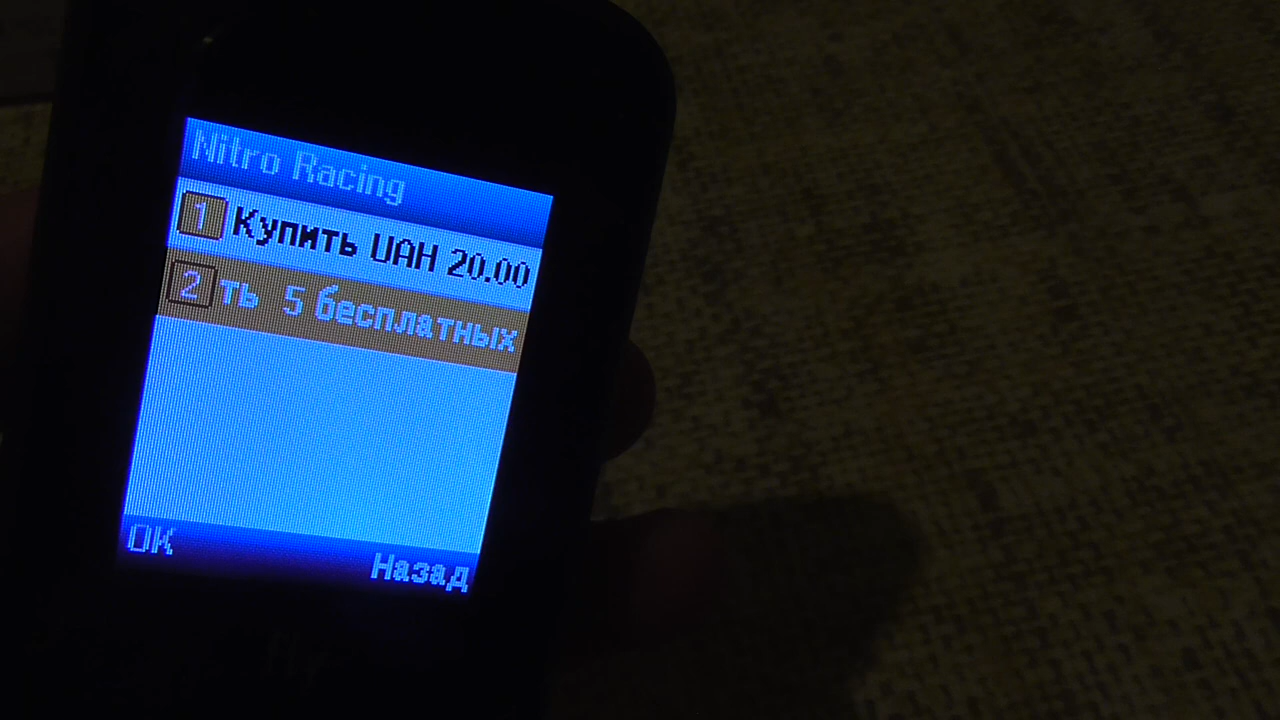 Nitro Racing
1 Купить UAH 20.00
2 ть 5 бесплатных
OK
Назад